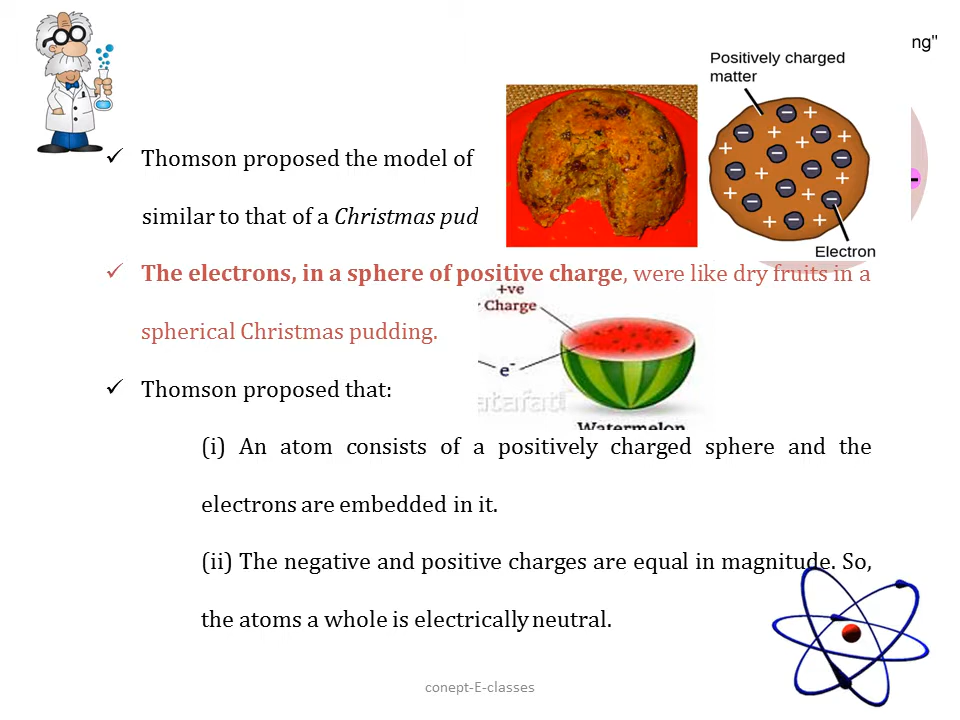 ng"
Positively charged
matter
Thomson proposed the model of
similar to that of a Christmas pud
Electron
The electrons, in a sphere of positive charge, were like dry fruits in a
+ve
Charge
spherical Christmas pudding.
e-
Thomson proposed that:
Watermelon
(i) An atom consists of a positively charged sphere and the
electrons are embedded in it.
(ii) The negative and positive charges are equal in magnitude. So,
the atoms a whole is electrically neutral.
conept-E-classes